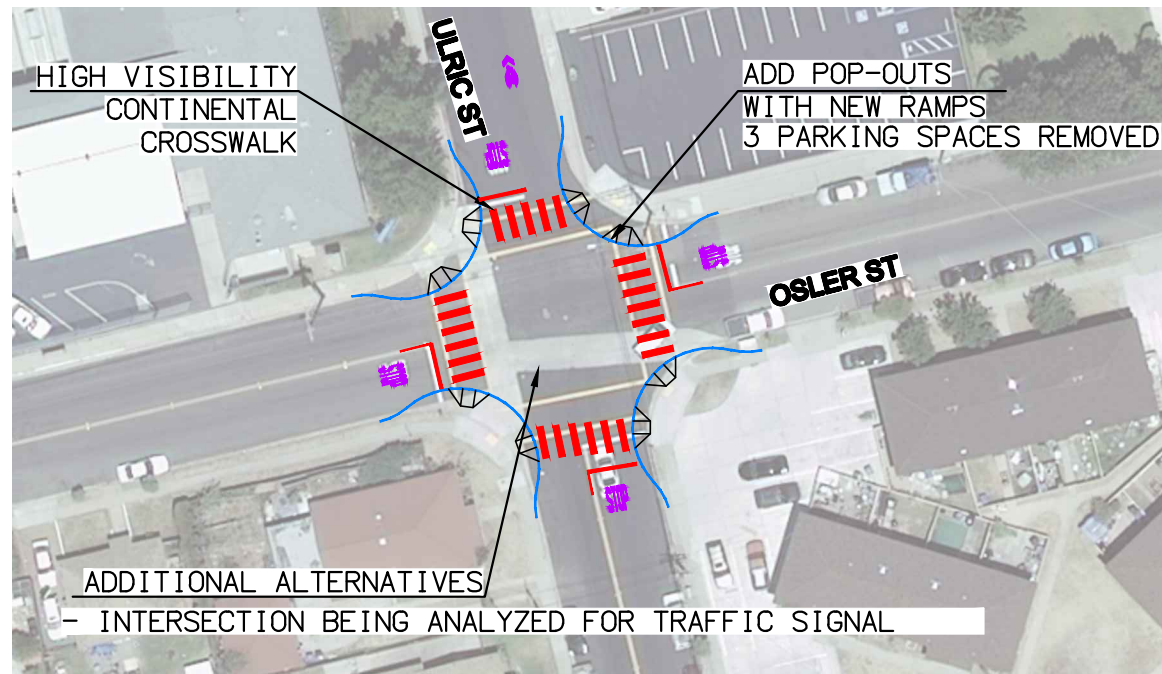 ULRIC ST
HIGH VISIBILITY
CONTINENTAL
CROSSWALK
ADD POP-OUTS
WITH NEW RAMPS
3 PARKING SPACES REMOVED
OSLER ST
ADDITIONAL ALTERNATIVES
- INTERSECTION BEING ANALYZED FOR TRAFFIC SIGNAL